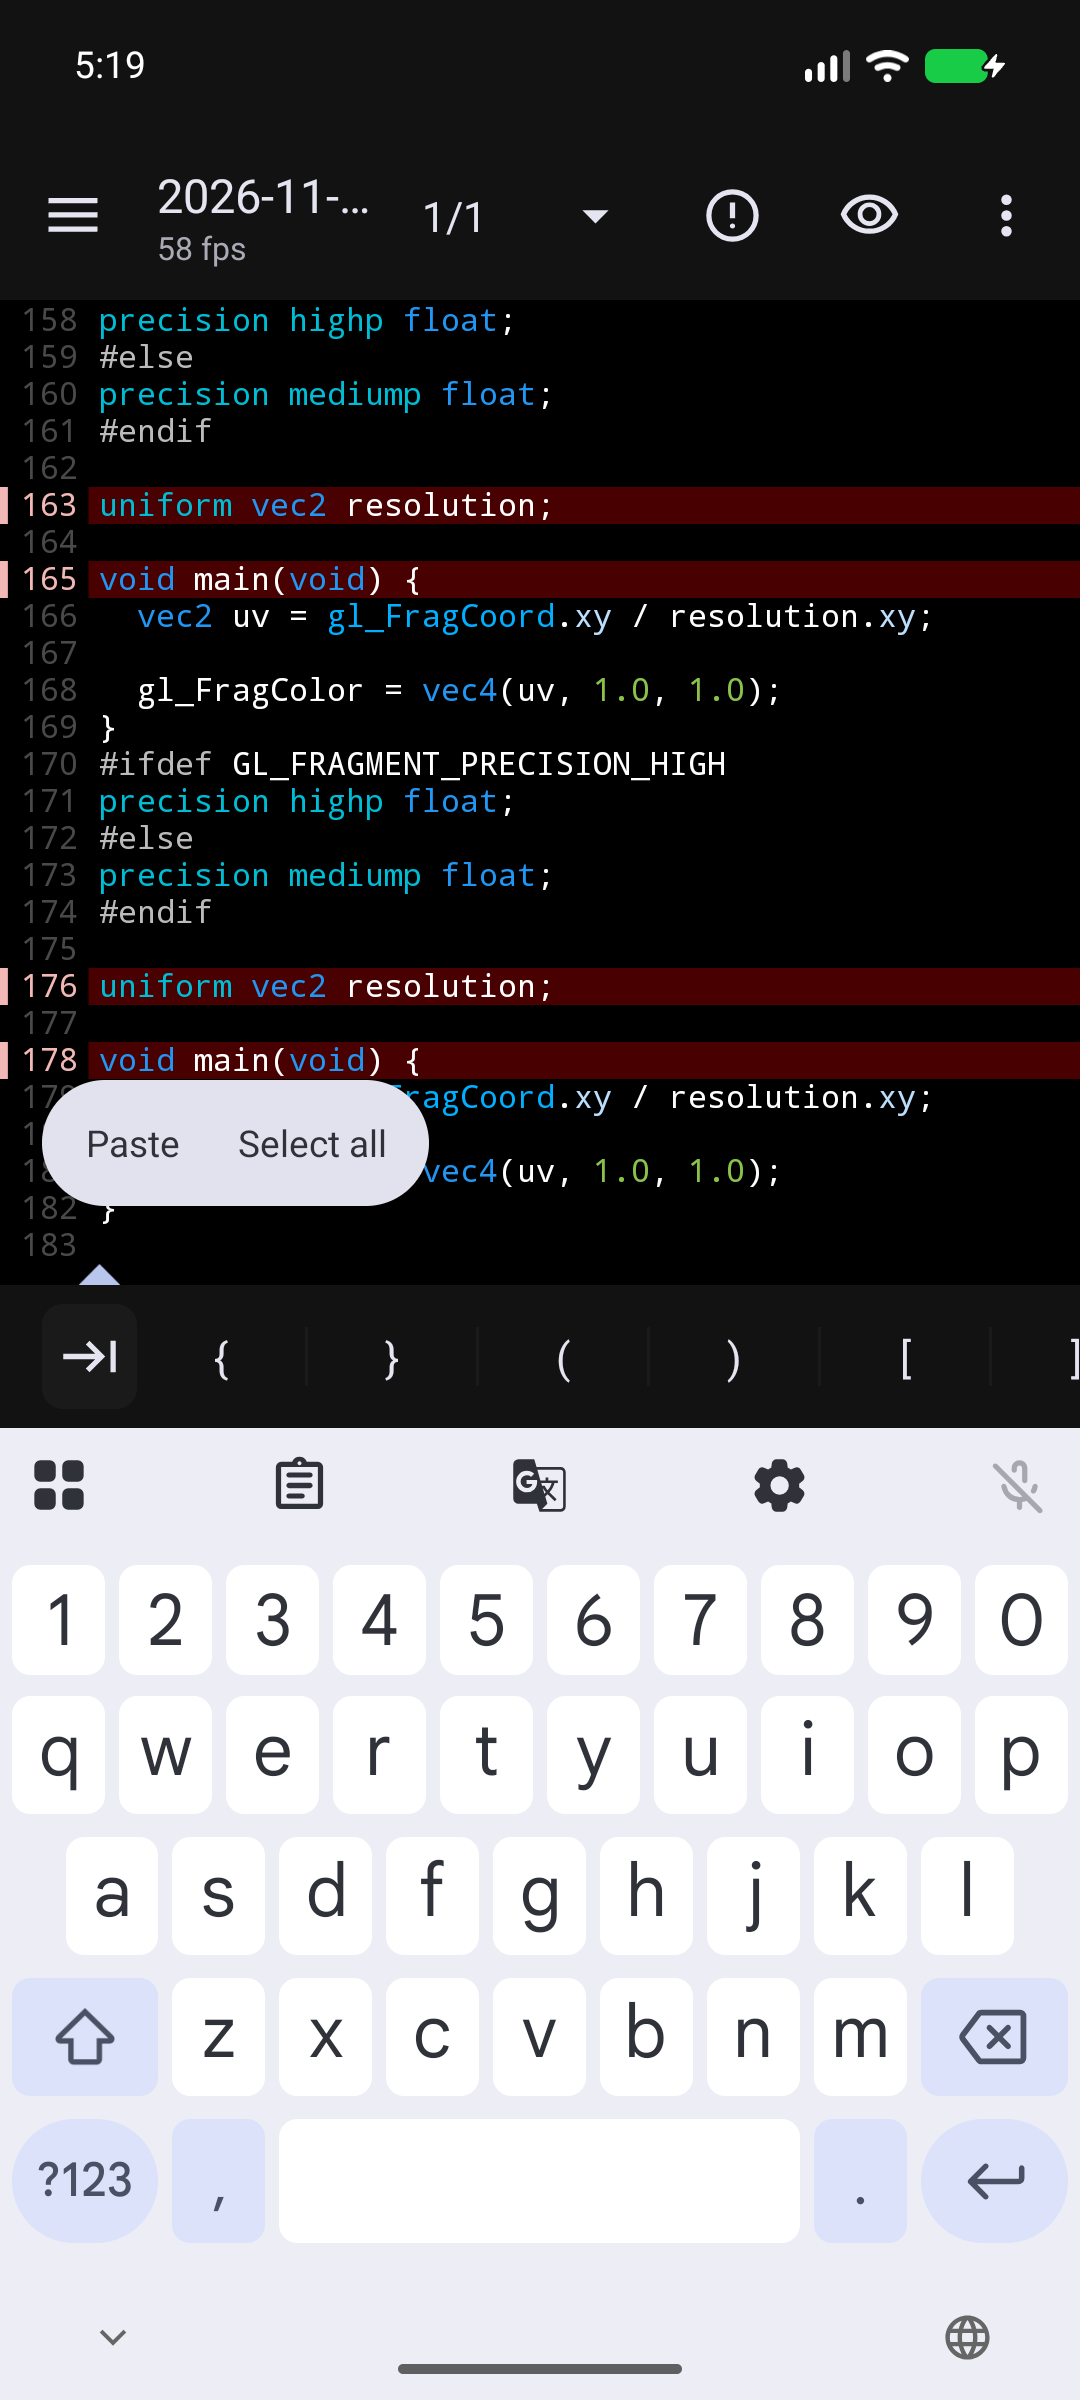 5:19
2026-11-...
1/1
58 fps
158 precision highp float;
159 #else
160 precision mediump float;
161 #endif
162
163 uniform vec2 resolution;
164
165 void main(void) {
166 vec2 uv = gl_FragCoord.xy / resolution.xy;
167
168 gl_FragColor = vec4(uv, 1.0, 1.0);
169 }
170 #ifdef GL_FRAGMENT_PRECISION_HIGH
171 precision highp float;
172 #else
173 precision mediump float;
174 #endif
175
176 uniform vec2 resolution;
177
178 void main(void) {
FragCoord.xy / resolution.xy;
Paste Select all
vec4(uv, 1.0, 1.0);
182 }
183
{ } ( ) [ ]
1 2 3 4 5 6 7 8 9 0
q w e r t y u i o p
a s d f g h j k l
z x c v b n m
?123 , .